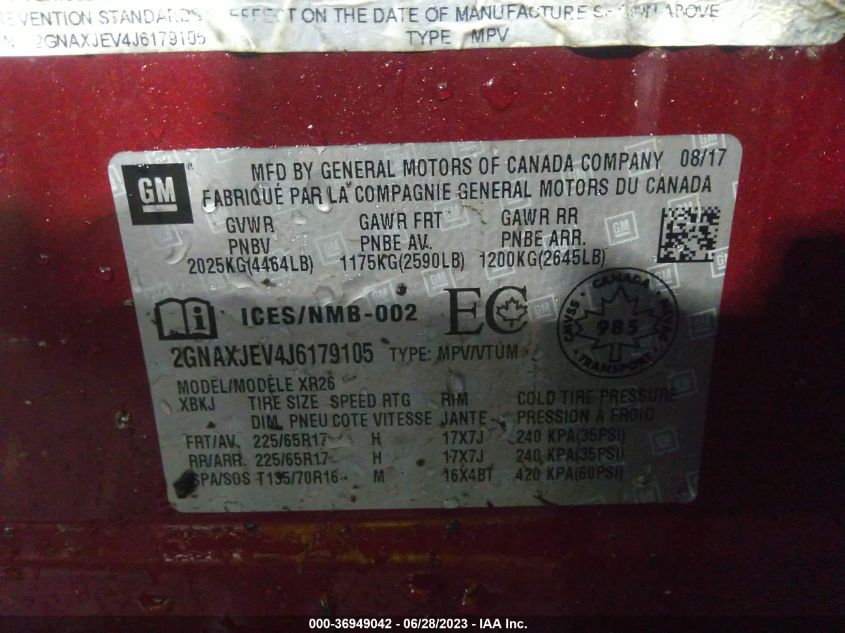 EVENTION STANDARDS EFFECT ON THE DATE OF MANUFACTURE SHOWN ABOVE
2GNAXJEV4J6179105 TYPE MPV
GM
MFD BY GENERAL MOTORS OF CANADA COMPANY 08/17
FABRIQUÉ PAR LA COMPAGNIE GENERAL MOTORS DU CANADA
GVWR GAWR FRT GAWR RR
PNBV PNBE AV. PNBE ARR.
2025KG(4464LB) 1175KG(2590LB) 1200KG(2645LB)
ICES/NMB-002 EC
CANADA CMVSS NSVAC 985 TRANSPORT
2GNAXJEV4J6179105 TYPE: MPV/VTUM
MODEL/MODÈLE XR26
XBKJ TIRE SIZE SPEED RTG RIM COLD TIRE PRESSURE
DIM. PNEU COTE VITESSE JANTE PRESSION A FROID
FRT/AV. 225/65R17 H 17X7J 240 KPA(35PSI)
RR/ARR. 225/65R17 H 17X7J 240 KPA(35PSI)
SPA/SOS T135/70R16 M 16X4BT 420 KPA(60PSI)
000-36949042 - 06/28/2023 - IAA Inc.